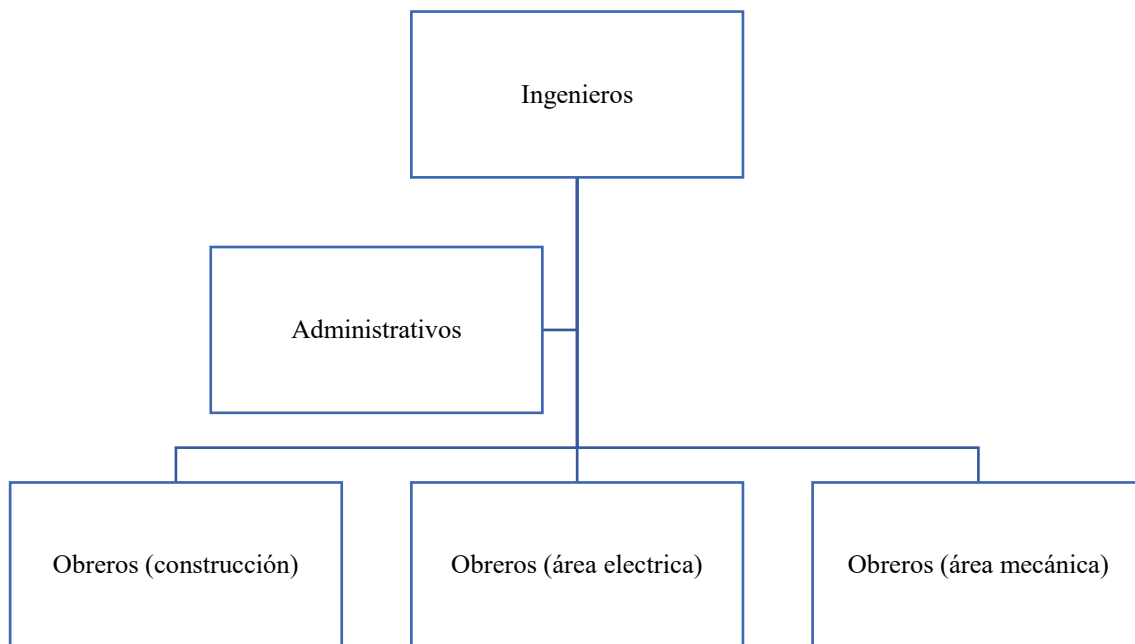 Ingenieros
Administrativos
Obreros (construcción)
Obreros (área electrica)
Obreros (área mecánica)